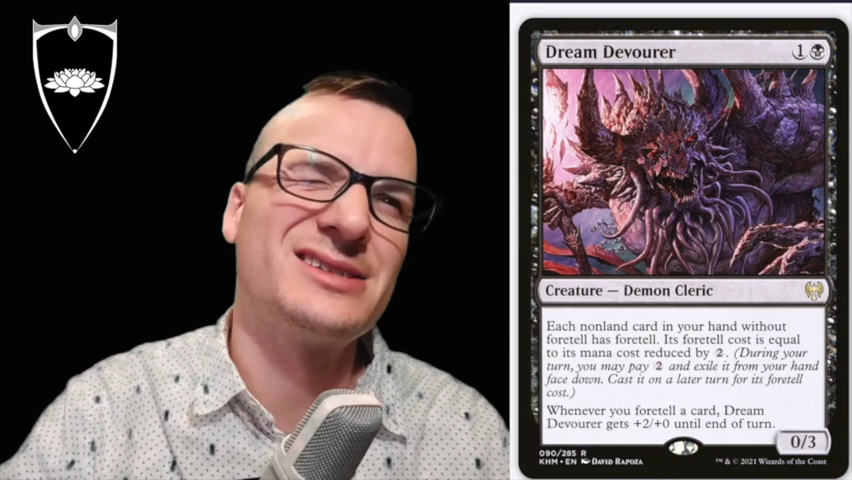 Dream Devourer 1
Creature — Demon Cleric
Each nonland card in your hand without
foretell has foretell. Its foretell cost is equal
to its mana cost reduced by 2. (During your
turn, you may pay 2 and exile it from your hand
face down. Cast it on a later turn for its foretell
cost.)
Whenever you foretell a card, Dream
Devourer gets +2/+0 until end of turn.
0/3
090/285 R
KHM • EN DAVID RAPOZA ™ & © 2021 Wizards of the Coast